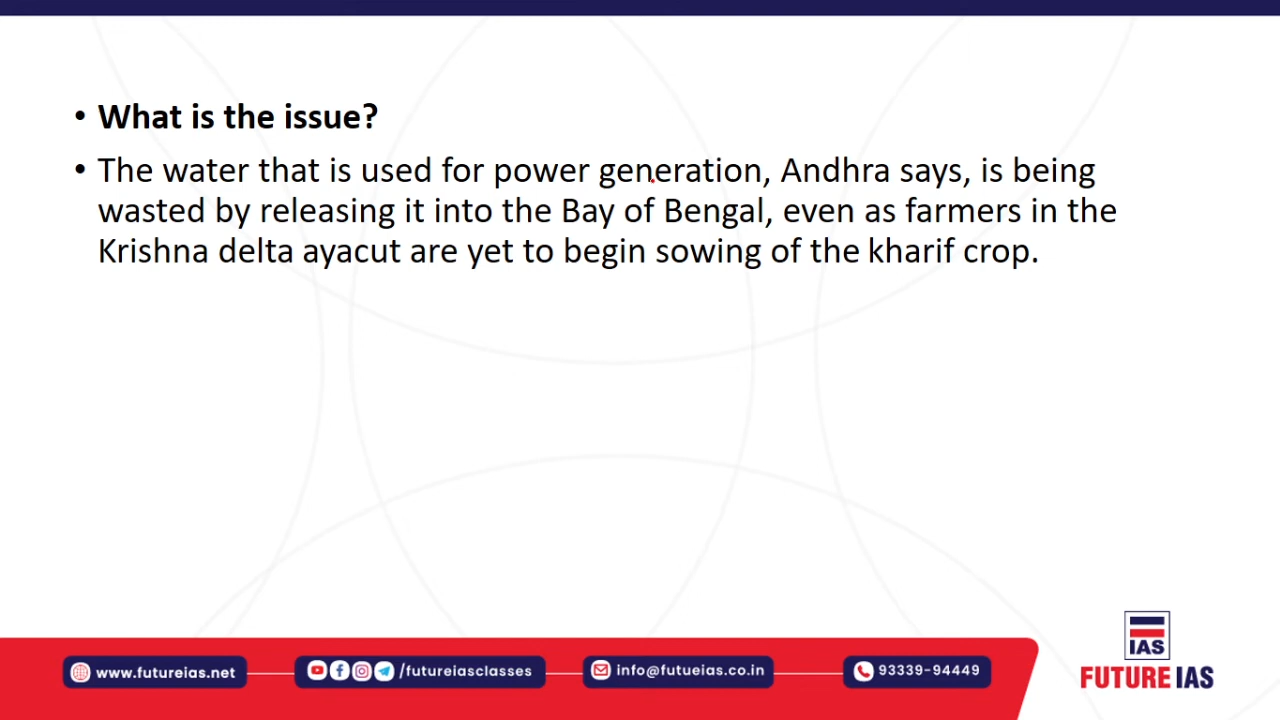 • What is the issue?
• The water that is used for power generation, Andhra says, is being
wasted by releasing it into the Bay of Bengal, even as farmers in the
Krishna delta ayacut are yet to begin sowing of the kharif crop.
IAS
FUTURE IAS
www.futureias.net
/futureiasclasses
info@futueias.co.in
93339-94449